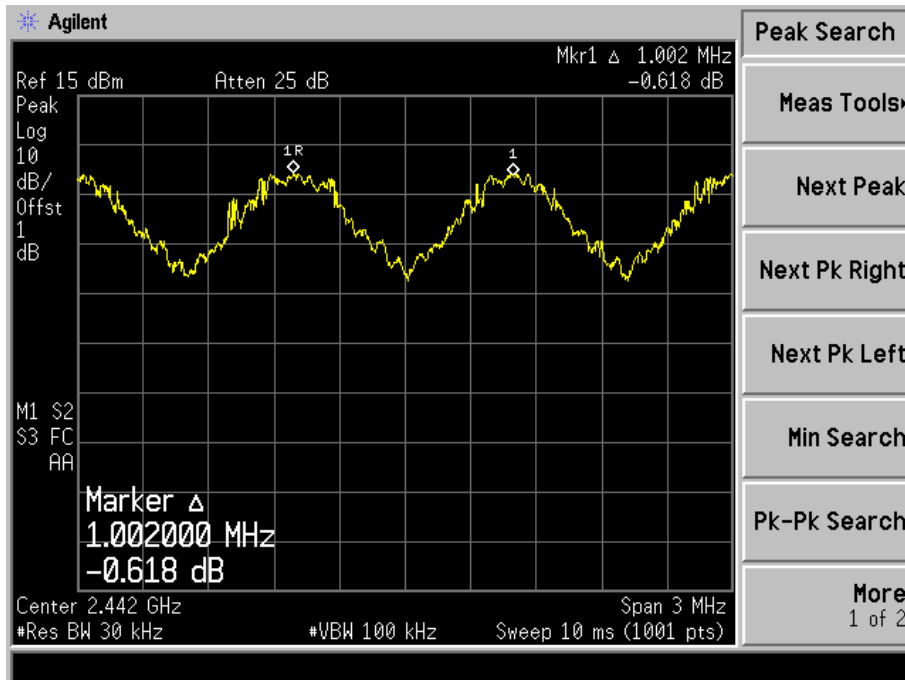 Agilent
Peak Search
Mkr1 Δ 1.002 MHz
Ref 15 dBm Atten 25 dB -0.618 dB
Peak
Log
10
dB/
Offst
1
dB
1R
1
Meas Tools
Next Peak
Next Pk Right
Next Pk Left
M1 S2
S3 FC
AA
Min Search
Marker Δ
1.002000 MHz
-0.618 dB
Pk-Pk Search
Center 2.442 GHz Span 3 MHz
#Res BW 30 kHz #VBW 100 kHz Sweep 10 ms (1001 pts)
More
1 of 2